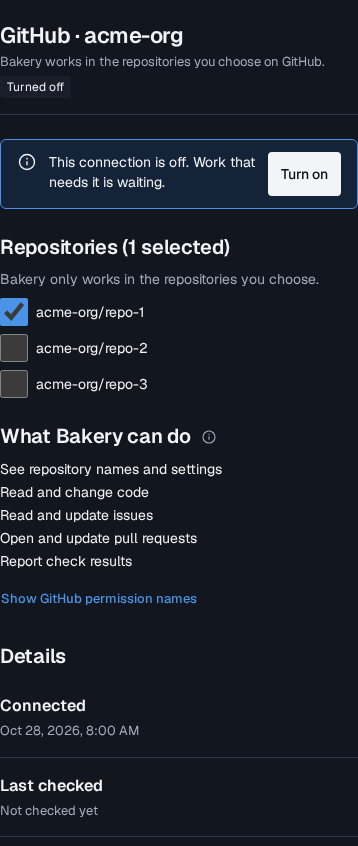 GitHub · acme-org
Bakery works in the repositories you choose on GitHub.
Turned off
This connection is off. Work that
needs it is waiting.
Turn on
Repositories (1 selected)
Bakery only works in the repositories you choose.
acme-org/repo-1
acme-org/repo-2
acme-org/repo-3
What Bakery can do
See repository names and settings
Read and change code
Read and update issues
Open and update pull requests
Report check results
Show GitHub permission names
Details
Connected
Oct 28, 2026, 8:00 AM
Last checked
Not checked yet